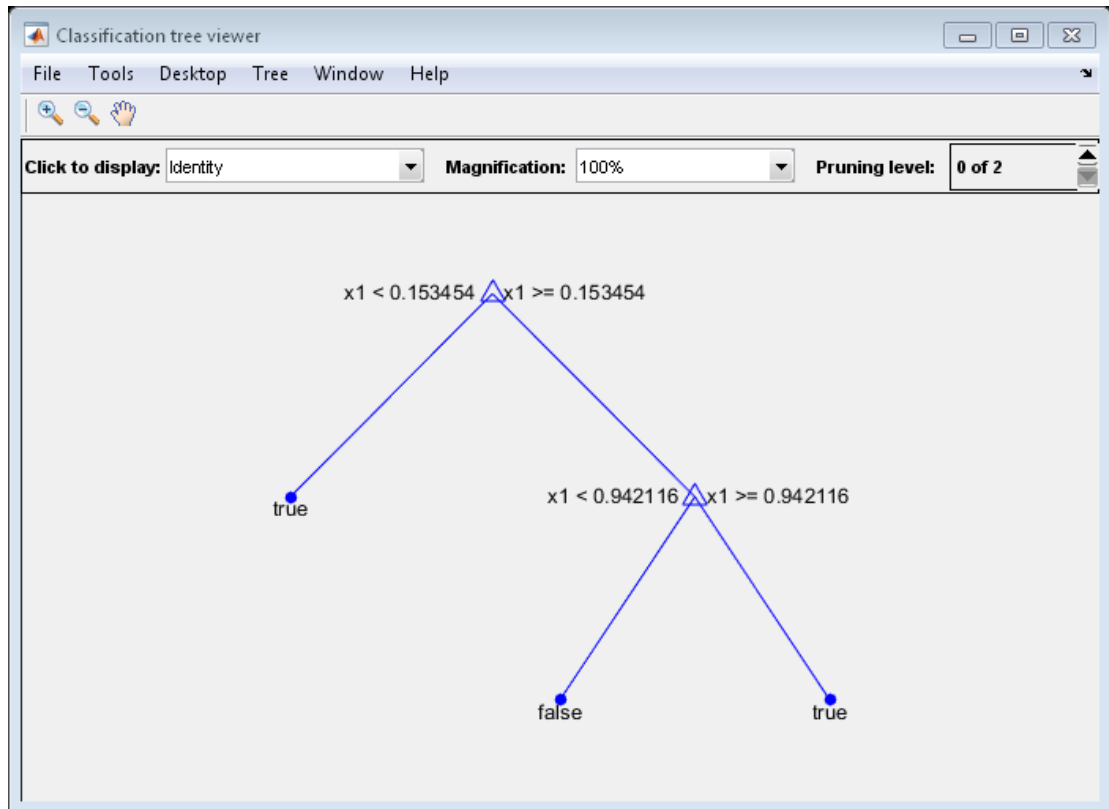 Classification tree viewer
File Tools Desktop Tree Window Help
Click to display: Identity Magnification: 100% Pruning level: 0 of 2
x1 < 0.153454 x1 >= 0.153454
true x1 < 0.942116 x1 >= 0.942116
false true